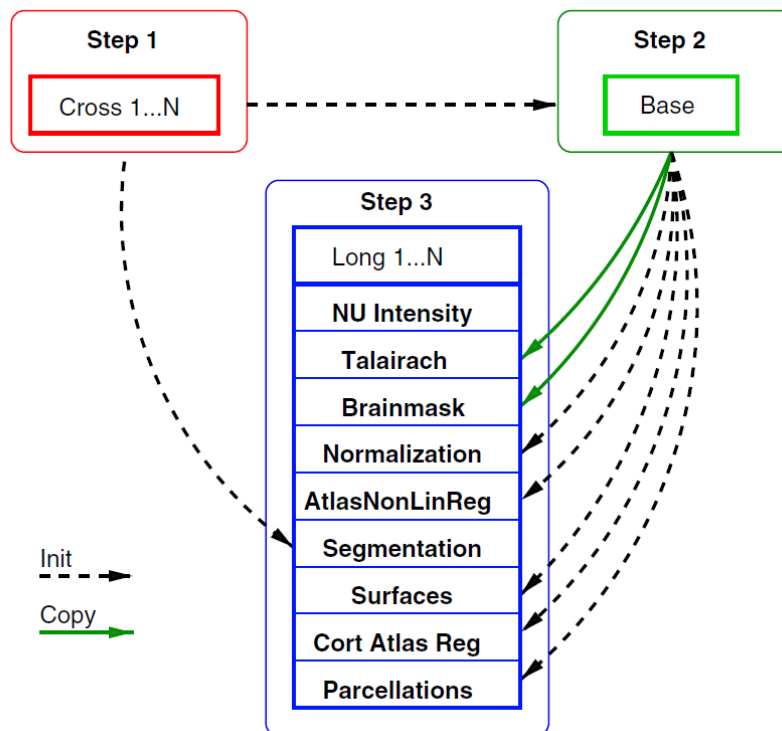 Step 1
Cross 1...N
Step 2
Base
Step 3
Long 1...N
NU Intensity
Talairach
Brainmask
Normalization
AtlasNonLinReg
Segmentation
Surfaces
Cort Atlas Reg
Parcellations
Init
Copy